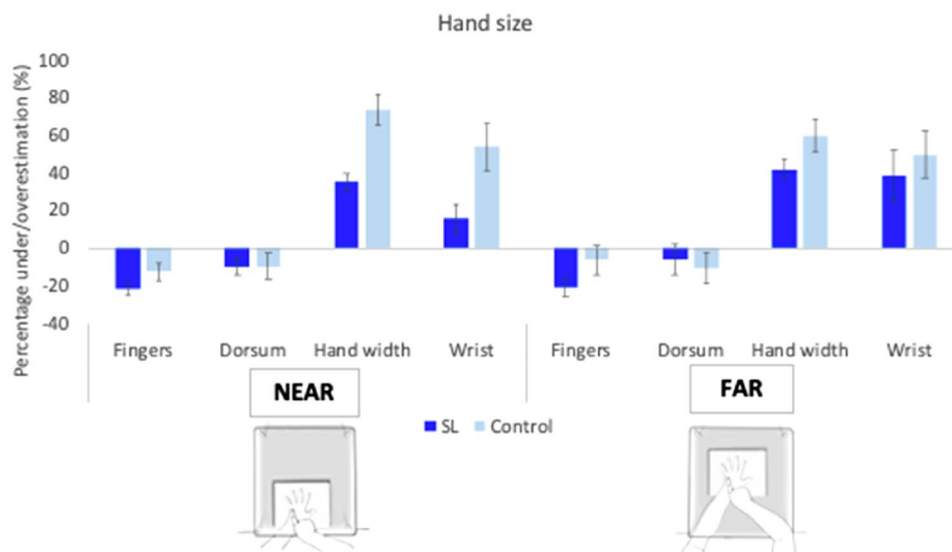 Hand size
Percentage under/overestimation (%)
100
80
60
40
20
0
-20
-40
Fingers Dorsum Hand width Wrist Fingers Dorsum Hand width Wrist
NEAR FAR
SL Control